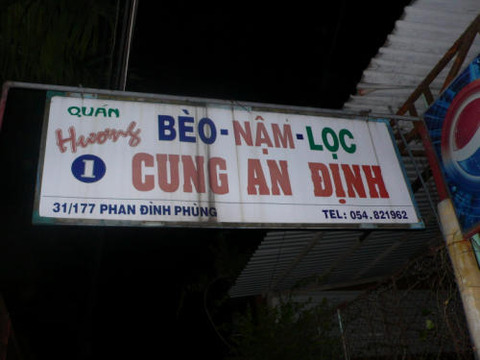 QUÁN
Hương
1
BÈO-NẬM-LỌC
CUNG AN ĐỊNH
31/177 PHAN ĐÌNH PHÙNG
TEL: 054.821962